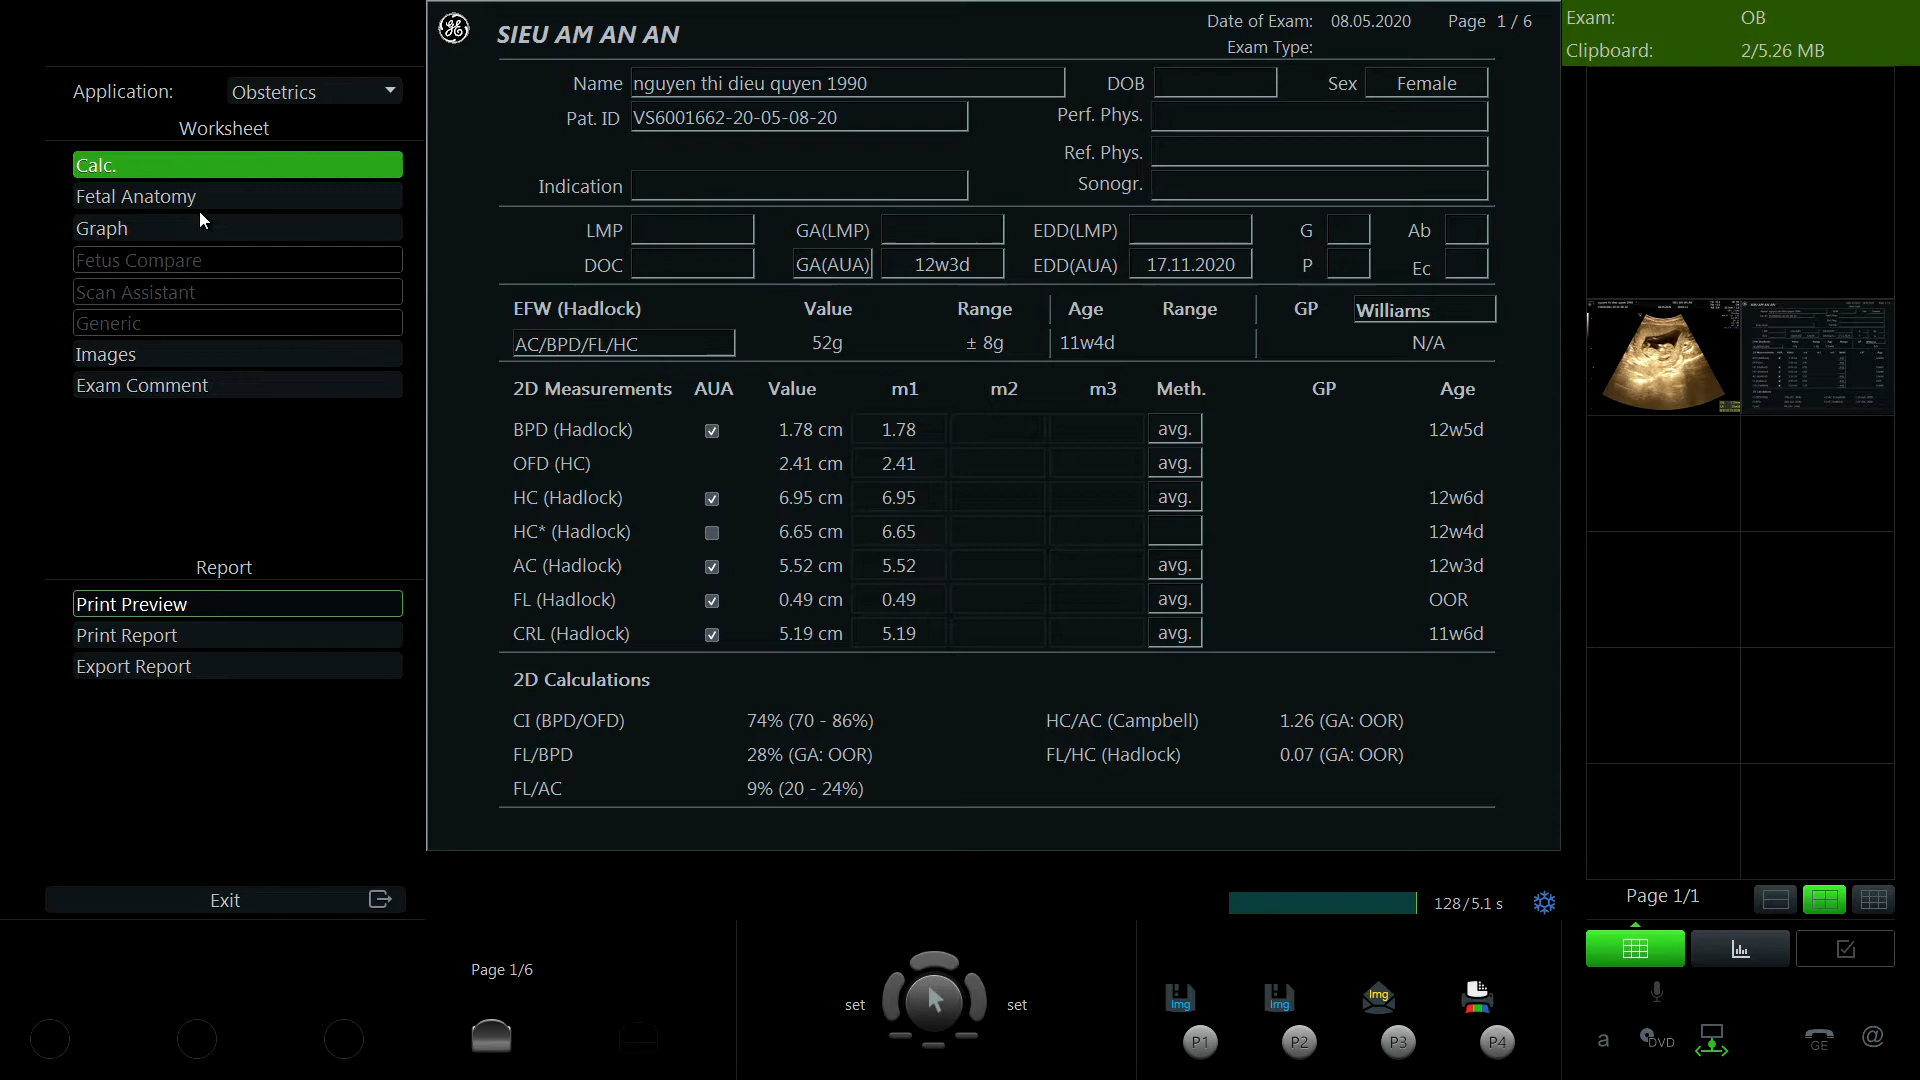 Application: Obstetrics
Worksheet
Calc.
Fetal Anatomy
Graph
Fetus Compare
Scan Assistant
Generic
Images
Exam Comment
Report
Print Preview
Print Report
Export Report
Exit
SIEU AM AN AN
Date of Exam: 08.05.2020 Page 1 / 6
Exam Type:
Name nguyen thi dieu quyen 1990 DOB Sex Female
Pat. ID VS6001662-20-05-08-20 Perf. Phys.
Ref. Phys.
Indication Sonogr.
LMP GA(LMP) EDD(LMP) G Ab
DOC GA(AUA) 12w3d EDD(AUA) 17.11.2020 P Ec
EFW (Hadlock) Value Range Age Range GP Williams
AC/BPD/FL/HC 52g ± 8g 11w4d N/A
2D Measurements AUA Value m1 m2 m3 Meth. GP Age
BPD (Hadlock) 1.78 cm 1.78 avg. 12w5d
OFD (HC) 2.41 cm 2.41 avg.
HC (Hadlock) 6.95 cm 6.95 avg. 12w6d
HC* (Hadlock) 6.65 cm 6.65 12w4d
AC (Hadlock) 5.52 cm 5.52 avg. 12w3d
FL (Hadlock) 0.49 cm 0.49 avg. OOR
CRL (Hadlock) 5.19 cm 5.19 avg. 11w6d
2D Calculations
CI (BPD/OFD) 74% (70 - 86%) HC/AC (Campbell) 1.26 (GA: OOR)
FL/BPD 28% (GA: OOR) FL/HC (Hadlock) 0.07 (GA: OOR)
FL/AC 9% (20 - 24%)
128/5.1 s
Page 1/6
set set
Img Img Img
P1 P2 P3 P4
Exam: OB
Clipboard: 2/5.26 MB
Page 1/1
a DVD GE @